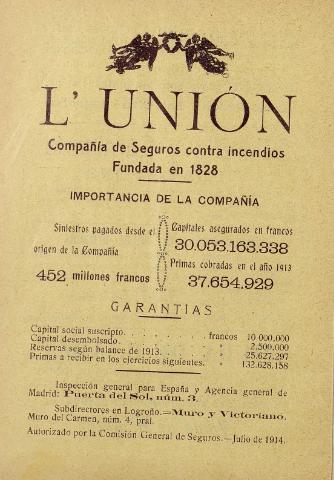 L' UNIÓN
Compañía de Seguros contra incendios
Fundada en 1828
IMPORTANCIA DE LA COMPAÑÍA
Siniestros pagados desde el
origen de la Compañía
452 millones francos
Capitales asegurados en francos
30.053.163.338
Primas cobradas en el año 1913
37.654.929
GARANTIAS
Capital social suscripto. . . . . . . francos 10 000.000
Capital desembolsado. . . . . . . » 2,500,000
Reservas según balance de 1913. . . . » 25.627.297
Primas a recibir en los ejercicios siguientes. . » 132.628.158
Inspección general para España y Agencia general de
Madrid: Puerta del Sol, núm. 3.
Subdirectores en Logroño.—Muro y Victoriano.
Muro del Carmen, núm. 4, pral.
Autorizado por la Comisión General de Seguros.—Julio de 1914.